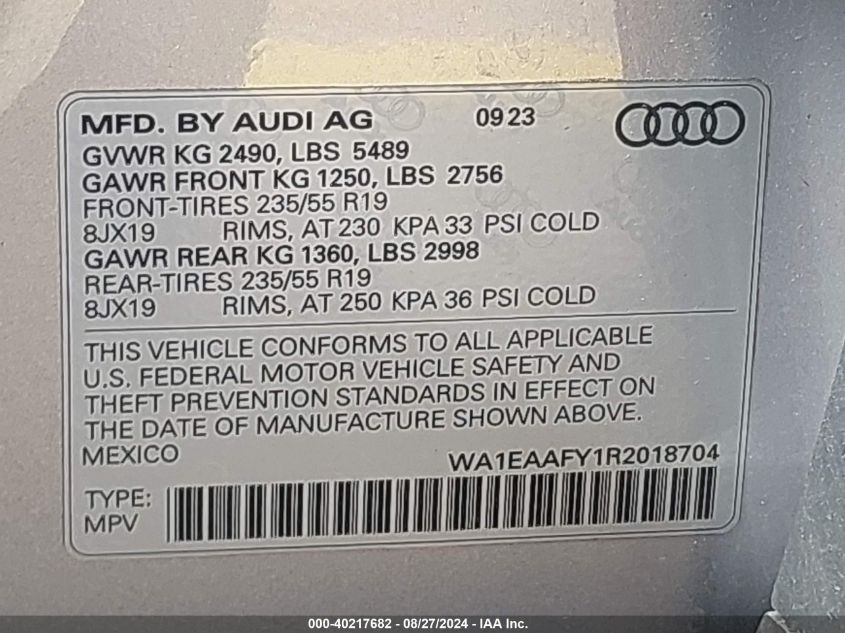 MFD. BY AUDI AG 09 23
GVWR KG 2490, LBS 5489
GAWR FRONT KG 1250, LBS 2756
FRONT-TIRES 235/55 R19
8JX19 RIMS, AT 230 KPA 33 PSI COLD
GAWR REAR KG 1360, LBS 2998
REAR-TIRES 235/55 R19
8JX19 RIMS, AT 250 KPA 36 PSI COLD
THIS VEHICLE CONFORMS TO ALL APPLICABLE
U.S. FEDERAL MOTOR VEHICLE SAFETY AND
THEFT PREVENTION STANDARDS IN EFFECT ON
THE DATE OF MANUFACTURE SHOWN ABOVE.
MEXICO WA1EAAFY1R2018704
TYPE:
MPV
000-40217682 - 08/27/2024 - IAA Inc.